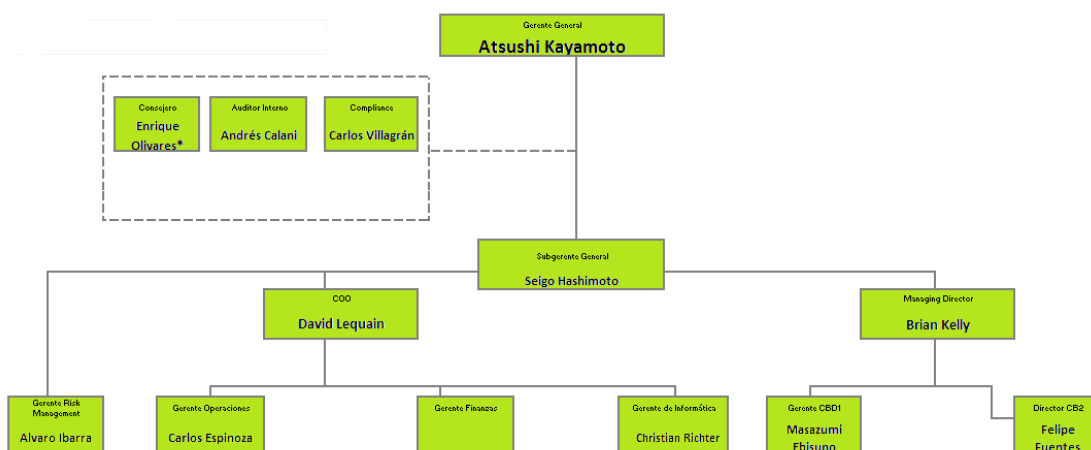 Gerente General
Atsushi Kayamoto
Consejero
Enrique
Olivares*
Auditor Interno
Andrés Calani
Compliance
Carlos Villagrán
Subgerente General
Seigo Hashimoto
COO
David Lequain
Managing Director
Brian Kelly
Gerente Risk
Management
Alvaro Ibarra
Gerente Operaciones
Carlos Espinoza
Gerente Finanzas
Gerente de Informática
Christian Richter
Gerente CBD1
Masazumi
Ebisuno
Director CB2
Felipe
Fuentes